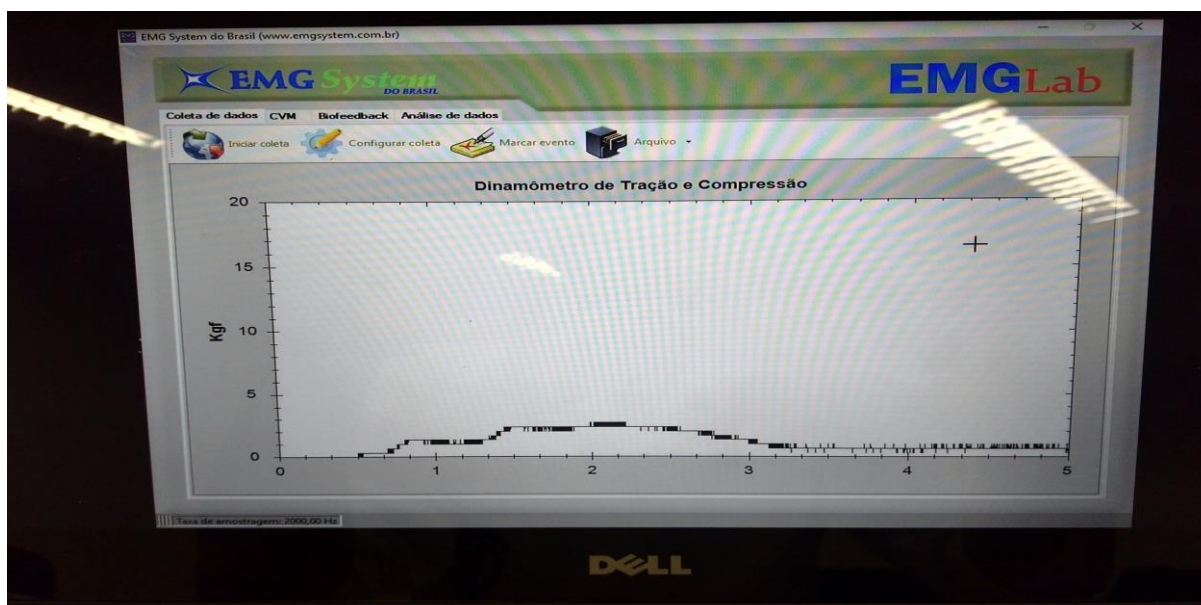 EMG System do Brasil (www.emgsystem.com.br)
EMG System
DO BRASIL
EMGLab
Coleta de dados CVM Biofeedback Análise de dados
Iniciar coleta Configurar coleta Marcar evento Arquivo
Dinamômetro de Tração e Compressão
20
15
10
5
0
Kgf
0 1 2 3 4 5
Taxa de amostragem: 2000,00 Hz
DELL